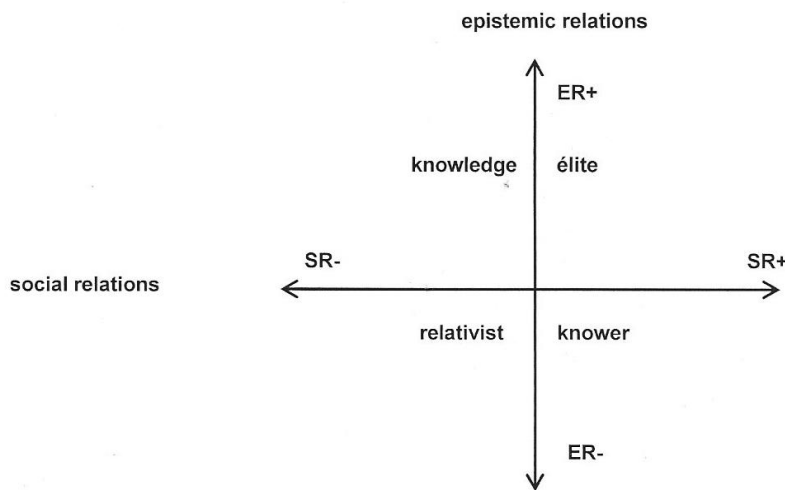 epistemic relations
ER+
knowledge élite
SR- SR+
social relations
relativist knower
ER-